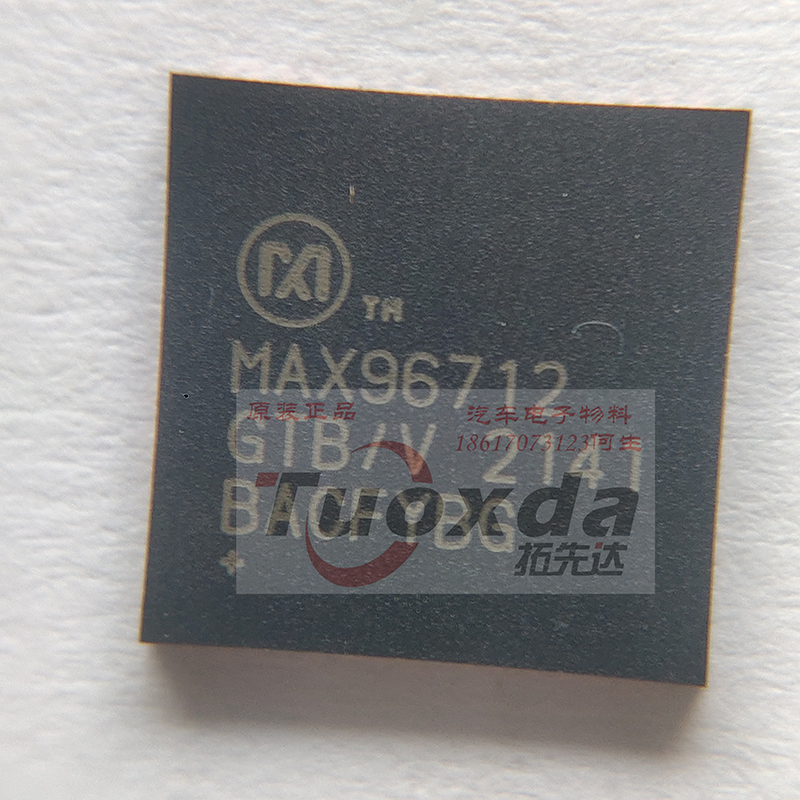 TM
MAX96712
原装正品 汽车电子物料
GTB/V 2141
18617073123何生
BACFYBG
Tuoxda
拓先达
+